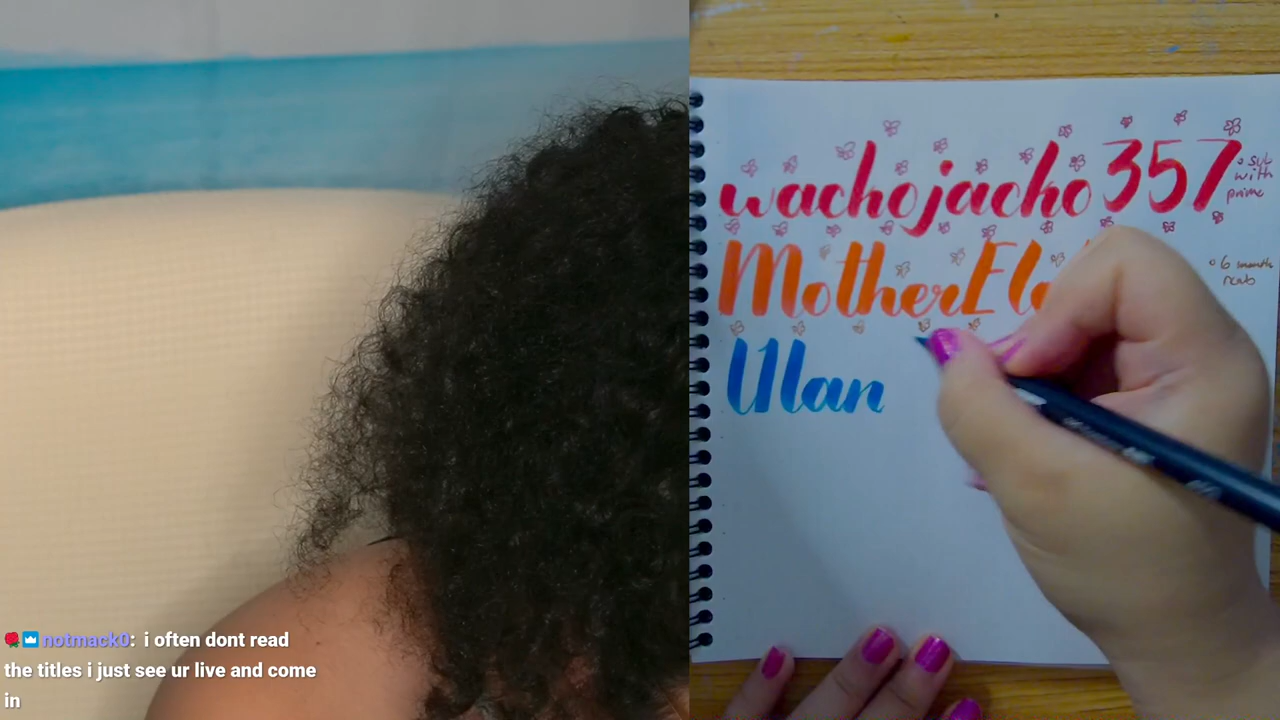 notmack0: i often dont read
the titles i just see ur live and come
in
wachojacho357
• sub
with
prime
MotherEl
• 6 months
Ulan